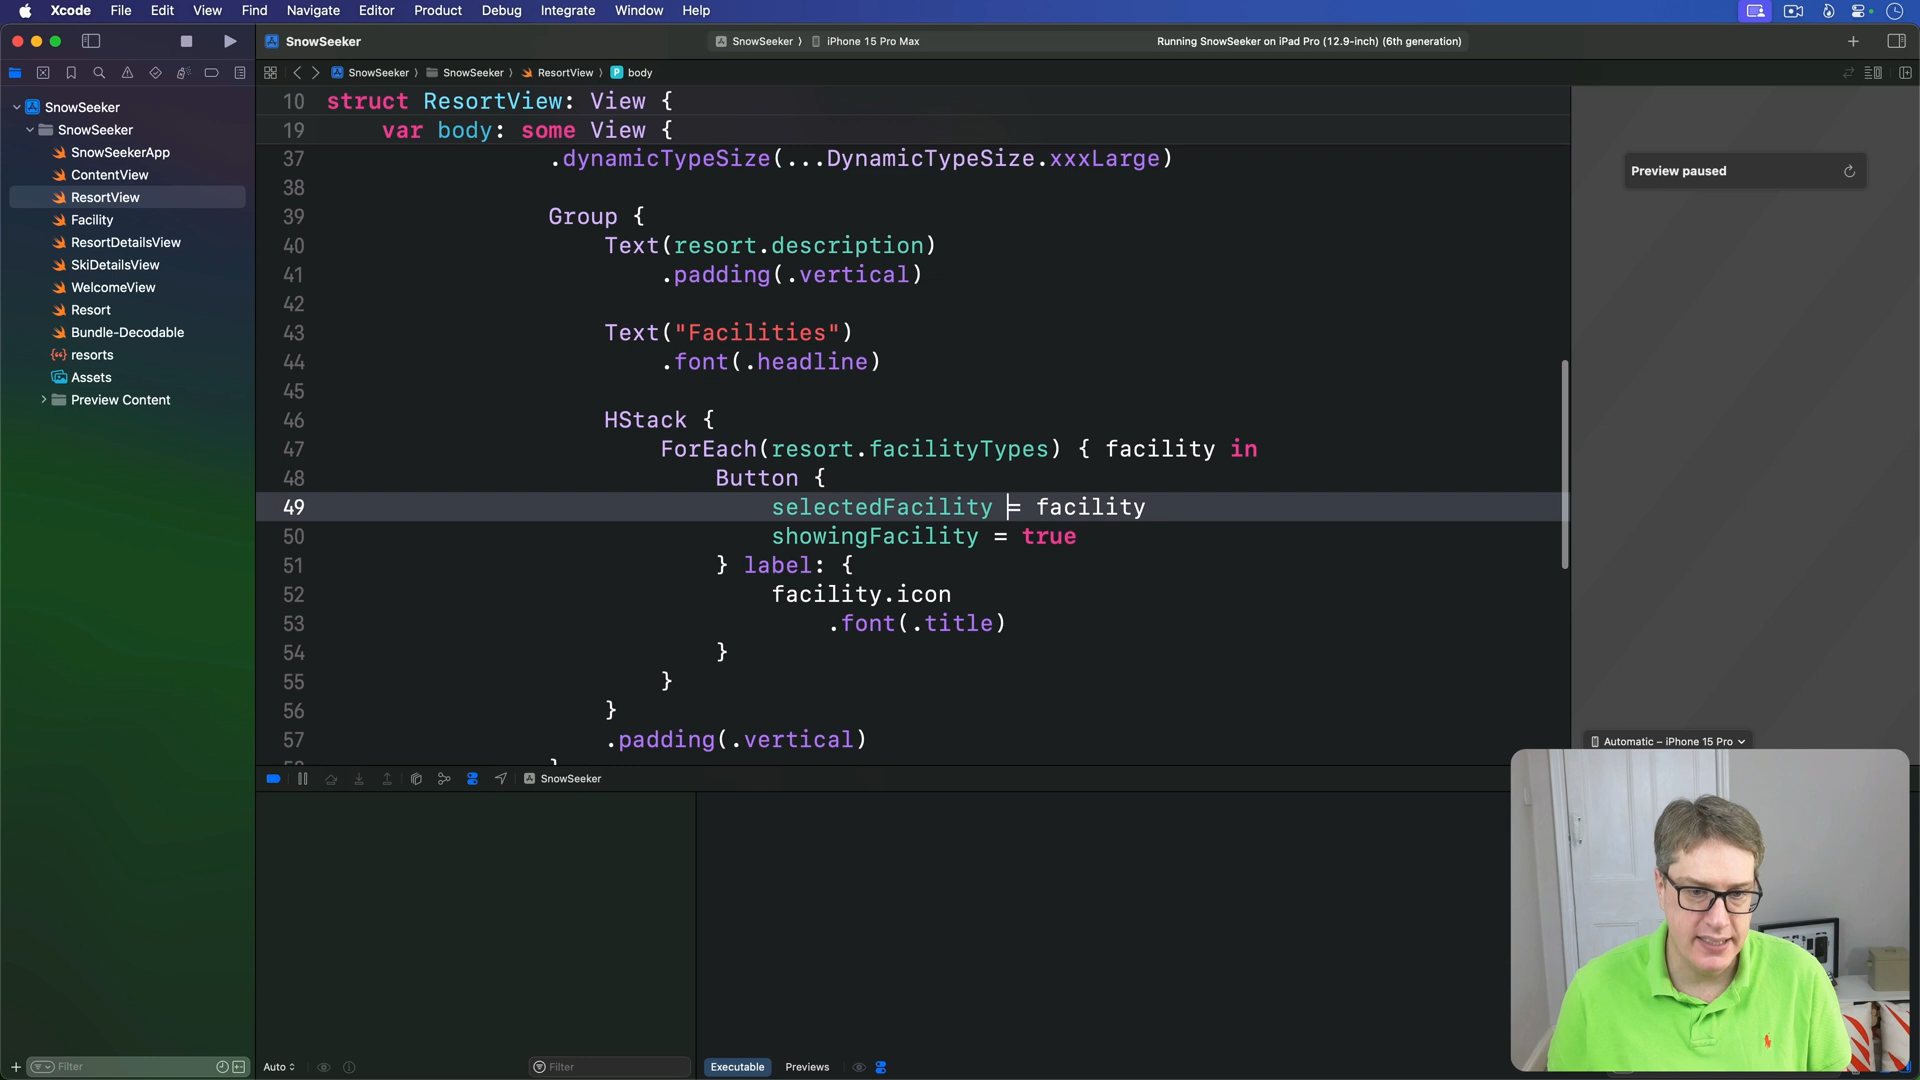 Xcode File Edit View Find Navigate Editor Product Debug Integrate Window Help
SnowSeeker
SnowSeeker 〉 iPhone 15 Pro Max
Running SnowSeeker on iPad Pro (12.9-inch) (6th generation)
SnowSeeker 〉 SnowSeeker 〉 ResortView 〉 P body
SnowSeeker
SnowSeeker
SnowSeekerApp
ContentView
ResortView
Facility
ResortDetailsView
SkiDetailsView
WelcomeView
Resort
Bundle-Decodable
resorts
Assets
Preview Content
Filter
10 struct ResortView: View {
19 var body: some View {
37 .dynamicTypeSize(...DynamicTypeSize.xxxLarge)
38
39 Group {
40 Text(resort.description)
41 .padding(.vertical)
42
43 Text("Facilities")
44 .font(.headline)
45
46 HStack {
47 ForEach(resort.facilityTypes) { facility in
48 Button {
49 selectedFacility = facility
50 showingFacility = true
51 } label: {
52 facility.icon
53 .font(.title)
54 }
55 }
56 }
57 .padding(.vertical)
Preview paused
Automatic – iPhone 15 Pro
SnowSeeker
Auto
Filter
Executable Previews